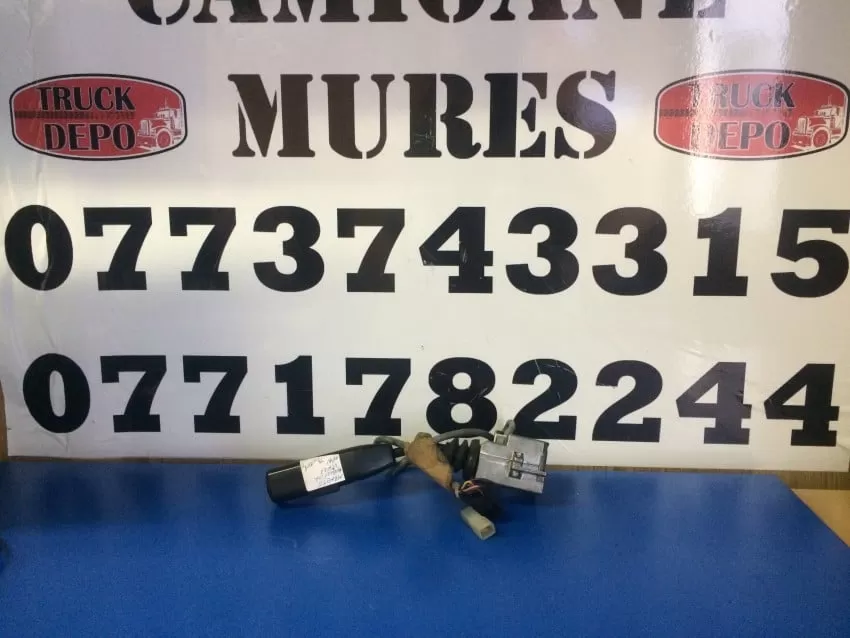 CAMIOANE
TRUCK
DEPO
MURES
TRUCK
DEPO
0773743315
0771782244